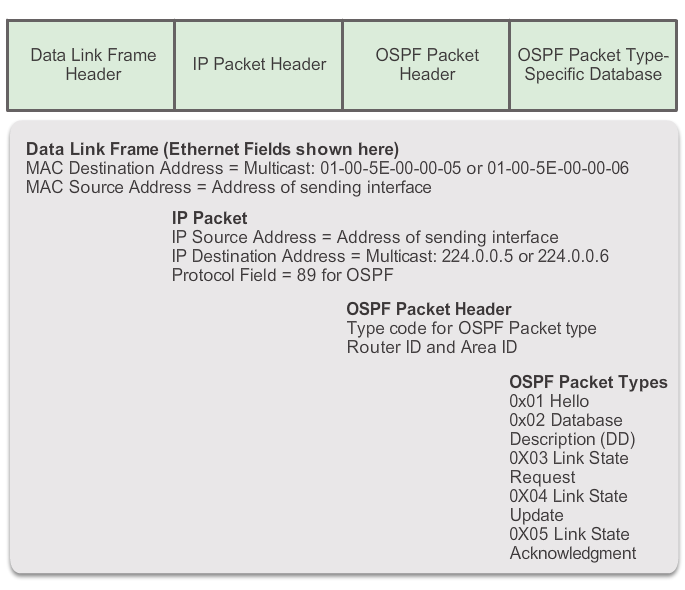 Data Link Frame
Header
IP Packet Header
OSPF Packet
Header
OSPF Packet Type-
Specific Database
Data Link Frame (Ethernet Fields shown here)
MAC Destination Address = Multicast: 01-00-5E-00-00-05 or 01-00-5E-00-00-06
MAC Source Address = Address of sending interface
IP Packet
IP Source Address = Address of sending interface
IP Destination Address = Multicast: 224.0.0.5 or 224.0.0.6
Protocol Field = 89 for OSPF
OSPF Packet Header
Type code for OSPF Packet type
Router ID and Area ID
OSPF Packet Types
0x01 Hello
0x02 Database
Description (DD)
0X03 Link State
Request
0X04 Link State
Update
0X05 Link State
Acknowledgment